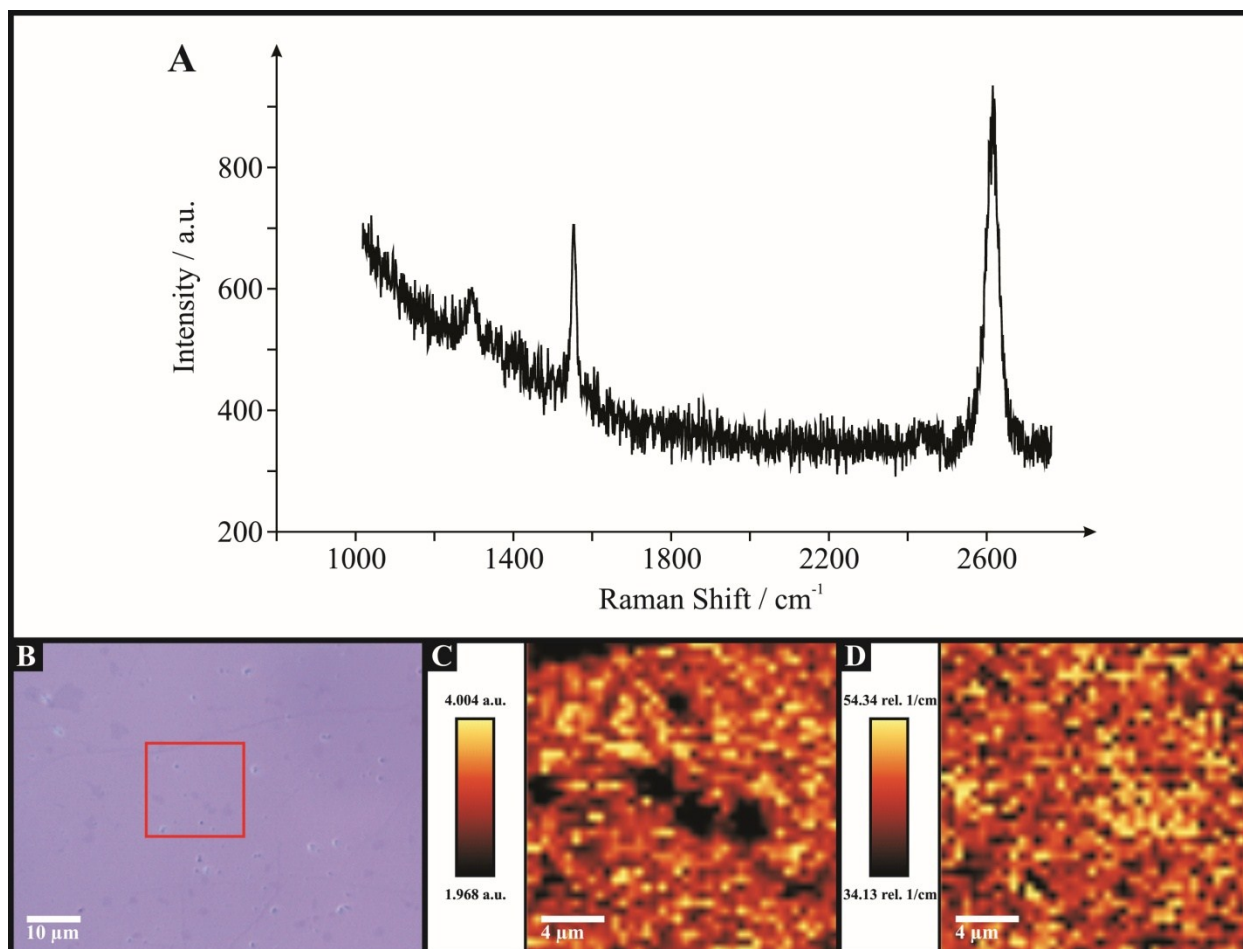 A
Intensity / a.u.
800
600
400
200
1000 1400 1800 2200 2600
Raman Shift / cm⁻¹
B
10 µm
C
4.004 a.u.
1.968 a.u.
4 µm
D
54.34 rel. 1/cm
34.13 rel. 1/cm
4 µm